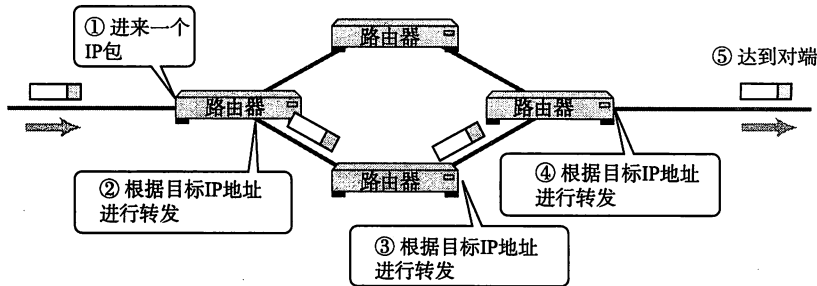 ① 进来一个
IP包
路由器
⑤ 达到对端
路由器
路由器
② 根据目标IP地址
进行转发
路由器
④ 根据目标IP地址
进行转发
③ 根据目标IP地址
进行转发